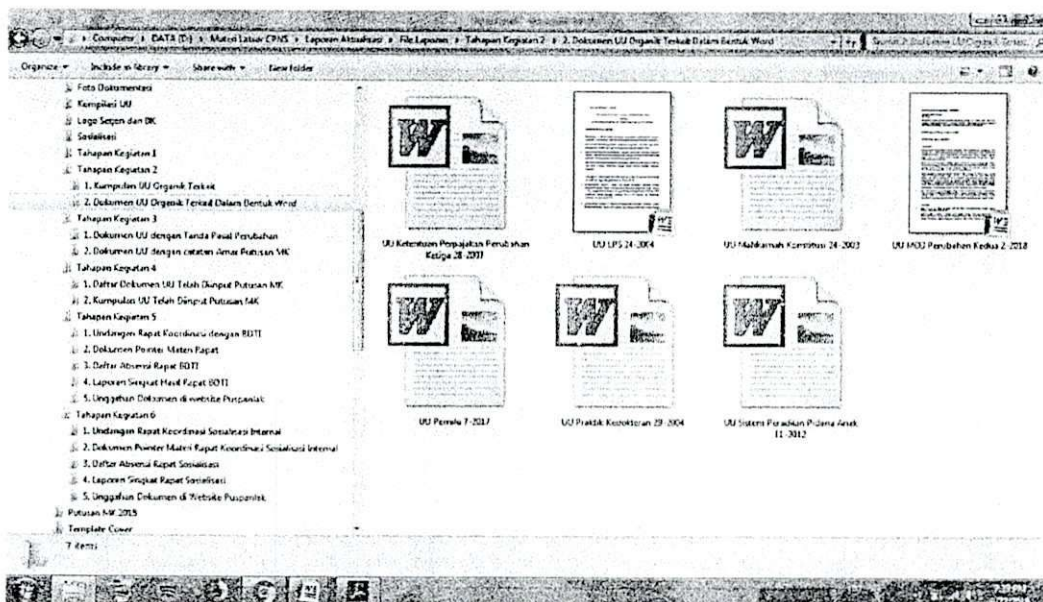 Computer ▸ DATA (D:) ▸ Materi Latsar CPNS ▸ Laporan Aktualisasi ▸ File Laporan ▸ Tahapan Kegiatan 2 ▸ 2. Dokumen UU Organik Terkait Dalam Bentuk Word
Organize Include in library Share with New folder
Foto Dokumentasi
Kompilasi UU
Logo Setjen dan BK
Sosialisasi
Tahapan Kegiatan 1
Tahapan Kegiatan 2
1. Kumpulan UU Organik Terkait
2. Dokumen UU Organik Terkait Dalam Bentuk Word
Tahapan Kegiatan 3
1. Dokumen UU dengan Tanda Pasal Perubahan
2. Dokumen UU dengan catatan Amar Putusan MK
Tahapan Kegiatan 4
1. Daftar Dokumen UU Telah Diinput Putusan MK
2. Kumpulan UU Telah Diinput Putusan MK
Tahapan Kegiatan 5
1. Undangan Rapat Koordinasi dengan BDTI
2. Dokumen Pointer Materi Rapat
3. Daftar Absensi Rapat BDTI
4. Laporan Singkat Hasil Rapat BDTI
5. Unggahan Dokumen di website Puspanlak
Tahapan Kegiatan 6
1. Undangan Rapat Koordinasi Sosialisasi Internal
2. Dokumen Pointer Materi Rapat Koordinasi Sosialisasi Internal
3. Daftar Absensi Rapat Sosialisasi
4. Laporan Singkat Rapat Sosialisasi
5. Unggahan Dokumen di Website Puspanlak
Putusan MK 2015
Template Cover
UU Ketentuan Perpajakan Perubahan
Ketiga 28-2007
UU LPS 24-2004
UU Mahkamah Konstitusi 24-2003
UU MD3 Perubahan Kedua 2-2018
UU Pemilu 7-2017
UU Praktik Kedokteran 29-2004
UU Sistem Peradilan Pidana Anak
11-2012
7 items